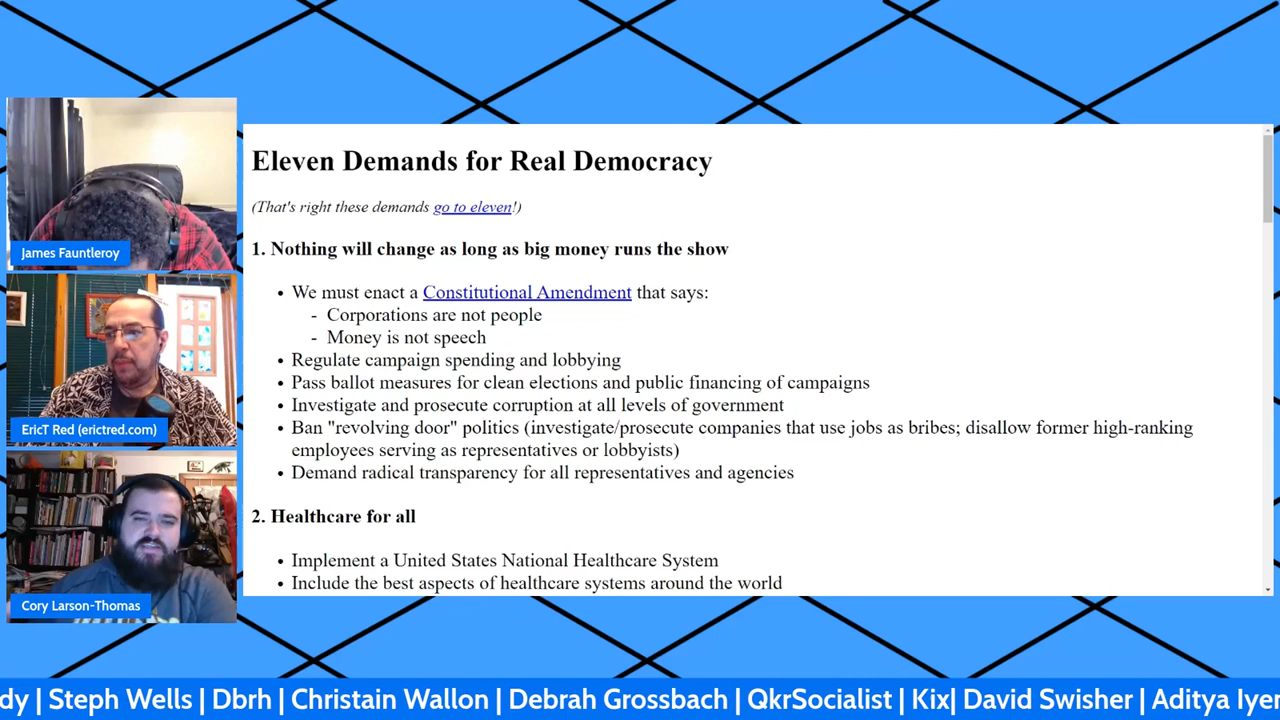 Eleven Demands for Real Democracy
(That's right these demands go to eleven!)
1. Nothing will change as long as big money runs the show
• We must enact a Constitutional Amendment that says:
- Corporations are not people
- Money is not speech
• Regulate campaign spending and lobbying
• Pass ballot measures for clean elections and public financing of campaigns
• Investigate and prosecute corruption at all levels of government
• Ban "revolving door" politics (investigate/prosecute companies that use jobs as bribes; disallow former high-ranking
employees serving as representatives or lobbyists)
• Demand radical transparency for all representatives and agencies
2. Healthcare for all
• Implement a United States National Healthcare System
• Include the best aspects of healthcare systems around the world
James Fauntleroy
EricT Red (erictred.com)
Cory Larson-Thomas
dy | Steph Wells | Dbrh | Christain Wallon | Debrah Grossbach | QkrSocialist | Kix| David Swisher | Aditya Iyer